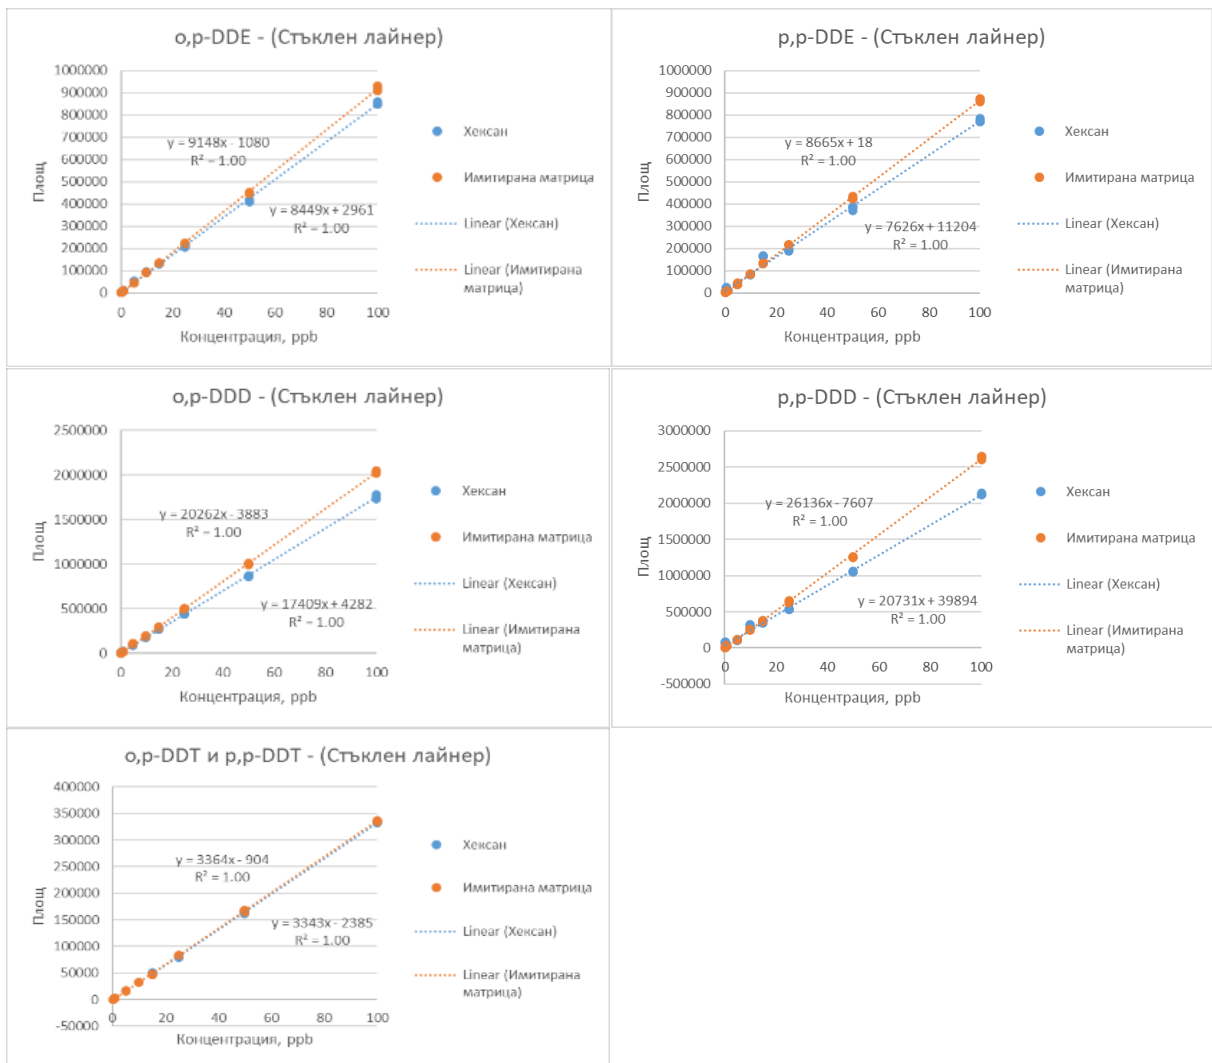 o,p-DDE - (Стъклен лайнер)
1000000
900000
800000
700000
600000
500000
400000
300000
200000
100000
0
0
20
40
60
80
100
Площ
Концентрация, ppb
y = 9148x - 1080
R² = 1.00
y = 8449x + 2961
R² = 1.00
Хексан
Имитирана матрица
Linear (Хексан)
Linear (Имитирана
матрица)
p,p-DDE - (Стъклен лайнер)
1000000
900000
800000
700000
600000
500000
400000
300000
200000
100000
0
0
20
40
60
80
100
Площ
Концентрация, ppb
y = 8665x + 18
R² = 1.00
y = 7626x + 11204
R² = 1.00
Хексан
Имитирана матрица
Linear (Хексан)
Linear (Имитирана
матрица)
o,p-DDD - (Стъклен лайнер)
2500000
2000000
1500000
1000000
500000
0
0
20
40
60
80
100
Площ
Концентрация, ppb
y = 20262x - 3883
R² = 1.00
y = 17409x + 4282
R² = 1.00
Хексан
Имитирана матрица
Linear (Хексан)
Linear (Имитирана
матрица)
p,p-DDD - (Стъклен лайнер)
3000000
2500000
2000000
1500000
1000000
500000
0
-500000
0
20
40
60
80
100
Площ
Концентрация, ppb
y = 26136x - 7607
R² = 1.00
y = 20731x + 39894
R² = 1.00
Хексан
Имитирана матрица
Linear (Хексан)
Linear (Имитирана
матрица)
o,p-DDT и p,p-DDT - (Стъклен лайнер)
400000
350000
300000
250000
200000
150000
100000
50000
0
-50000
0
20
40
60
80
100
Площ
Концентрация, ppb
y = 3364x - 904
R² = 1.00
y = 3343x - 2385
R² = 1.00
Хексан
Имитирана матрица
Linear (Хексан)
Linear (Имитирана
матрица)